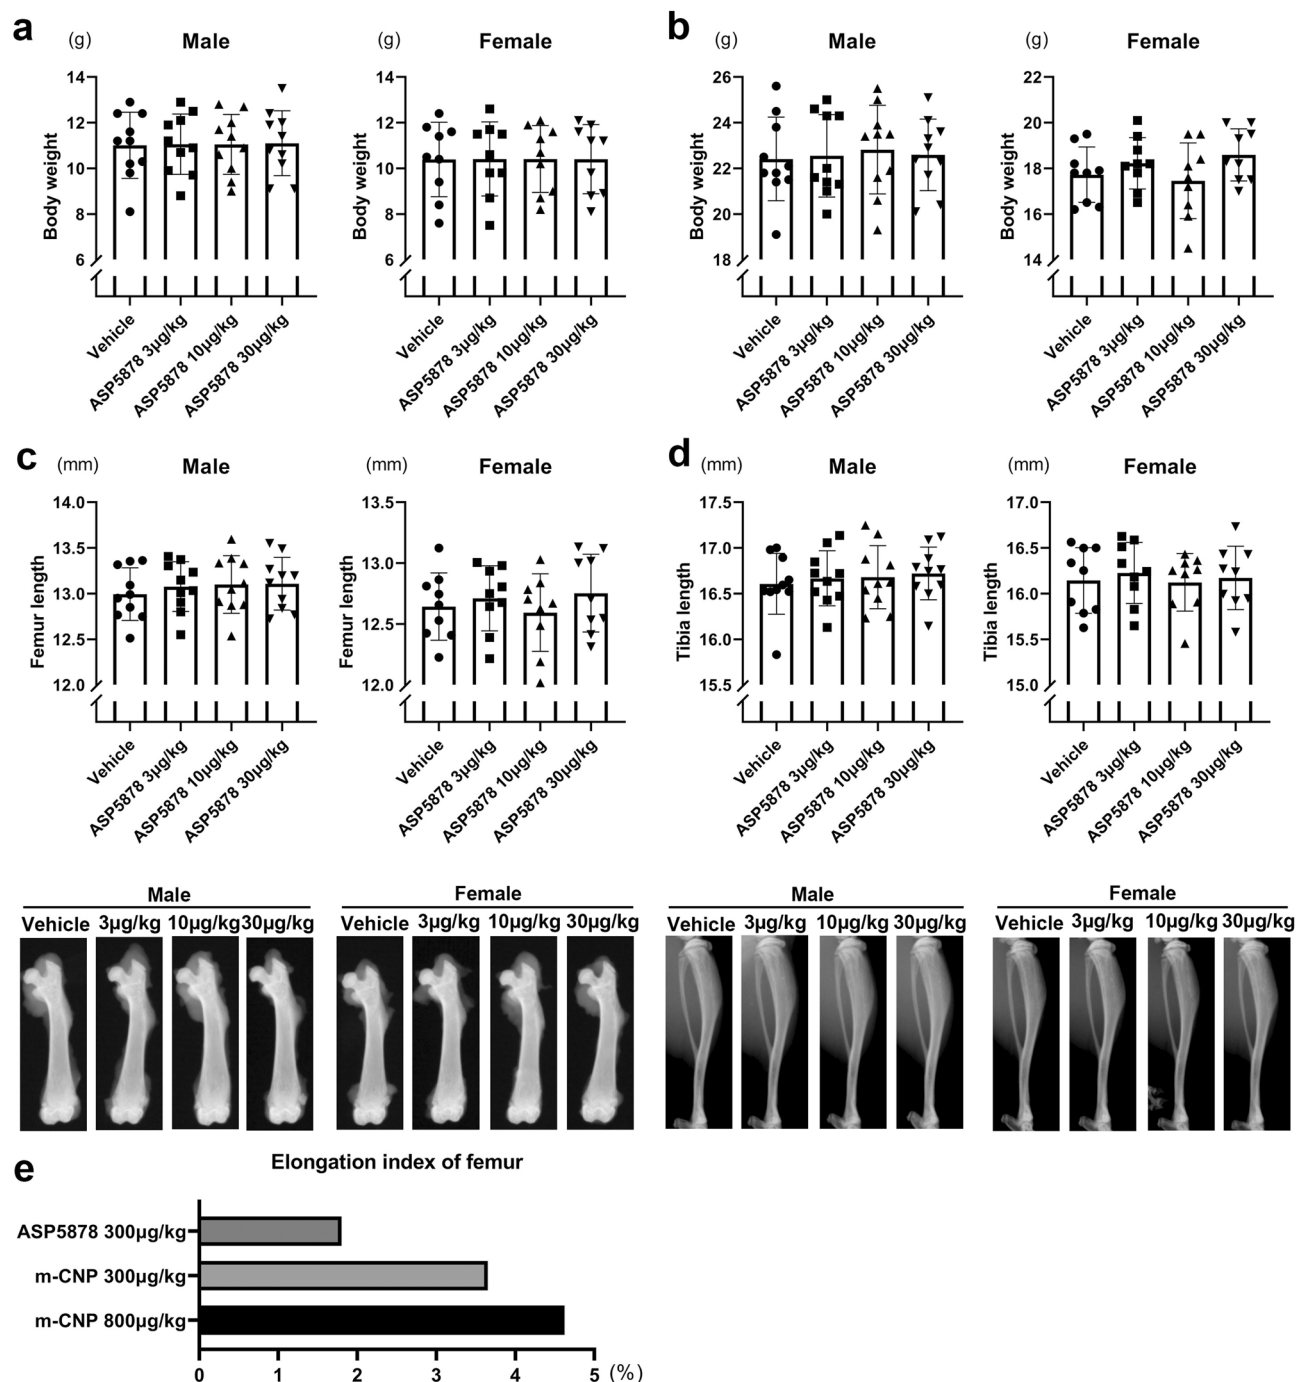 a
(g)
Male
14
12
10
8
6
Body weight
Vehicle
ASP5878 3μg/kg
ASP5878 10μg/kg
ASP5878 30μg/kg
(g)
Female
14
12
10
8
6
Body weight
Vehicle
ASP5878 3μg/kg
ASP5878 10μg/kg
ASP5878 30μg/kg
b
(g)
Male
26
24
22
20
18
Body weight
Vehicle
ASP5878 3μg/kg
ASP5878 10μg/kg
ASP5878 30μg/kg
(g)
Female
22
20
18
16
14
Body weight
Vehicle
ASP5878 3μg/kg
ASP5878 10μg/kg
ASP5878 30μg/kg
c
(mm)
Male
14.0
13.5
13.0
12.5
12.0
Femur length
Vehicle
ASP5878 3μg/kg
ASP5878 10μg/kg
ASP5878 30μg/kg
(mm)
Female
13.5
13.0
12.5
12.0
Femur length
Vehicle
ASP5878 3μg/kg
ASP5878 10μg/kg
ASP5878 30μg/kg
d
(mm)
Male
17.5
17.0
16.5
16.0
15.5
Tibia length
Vehicle
ASP5878 3μg/kg
ASP5878 10μg/kg
ASP5878 30μg/kg
(mm)
Female
17.0
16.5
16.0
15.5
15.0
Tibia length
Vehicle
ASP5878 3μg/kg
ASP5878 10μg/kg
ASP5878 30μg/kg
Male
Vehicle 3μg/kg 10μg/kg 30μg/kg
Female
Vehicle 3μg/kg 10μg/kg 30μg/kg
Male
Vehicle 3μg/kg 10μg/kg 30μg/kg
Female
Vehicle 3μg/kg 10μg/kg 30μg/kg
e
Elongation index of femur
ASP5878 300μg/kg
m-CNP 300μg/kg
m-CNP 800μg/kg
0 1 2 3 4 5 (%)